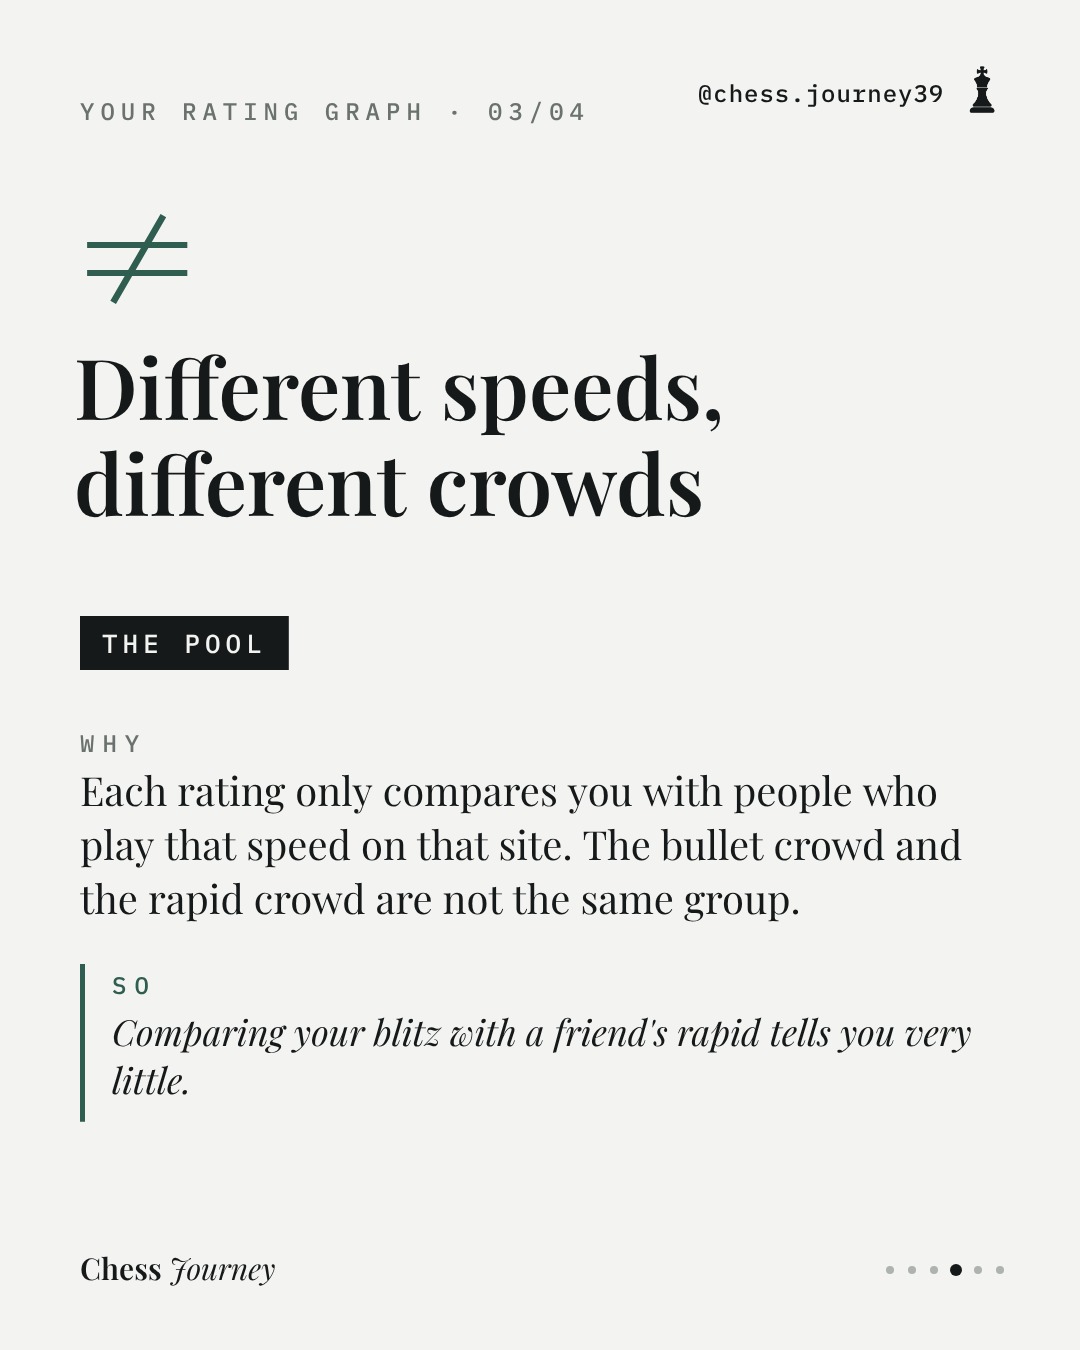 YOUR RATING GRAPH · 03/04
@chess.journey39
≠
Different speeds,
different crowds
THE POOL
WHY
Each rating only compares you with people who
play that speed on that site. The bullet crowd and
the rapid crowd are not the same group.
SO
Comparing your blitz with a friend's rapid tells you very
little.
Chess Journey